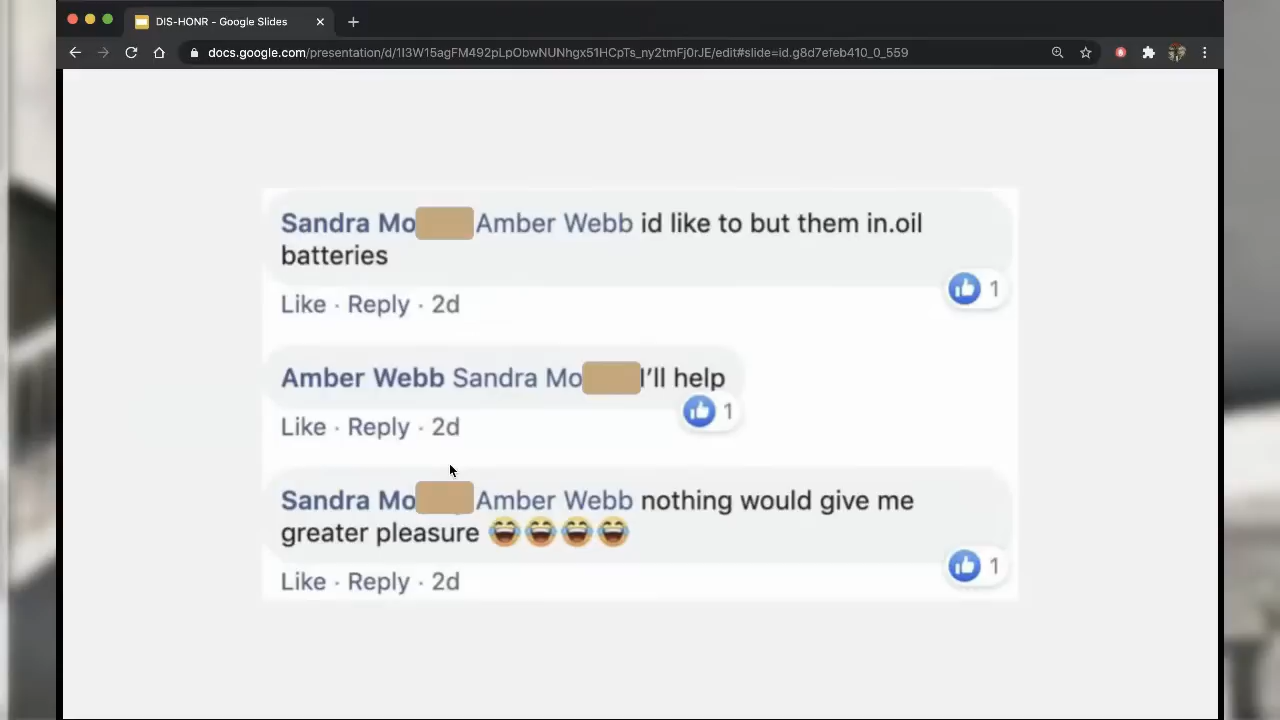 DIS-HONR - Google Slides
docs.google.com/presentation/d/1I3W15agFM492pLpObwNUNhgx51HCpTs_ny2tmFj0rJE/edit#slide=id.g8d7efeb410_0_559
Sandra Mo Amber Webb id like to but them in.oil
batteries
Like · Reply · 2d
1
Amber Webb Sandra Mo I’ll help
1
Like · Reply · 2d
Sandra Mo Amber Webb nothing would give me
greater pleasure 😂😂😂😂
1
Like · Reply · 2d